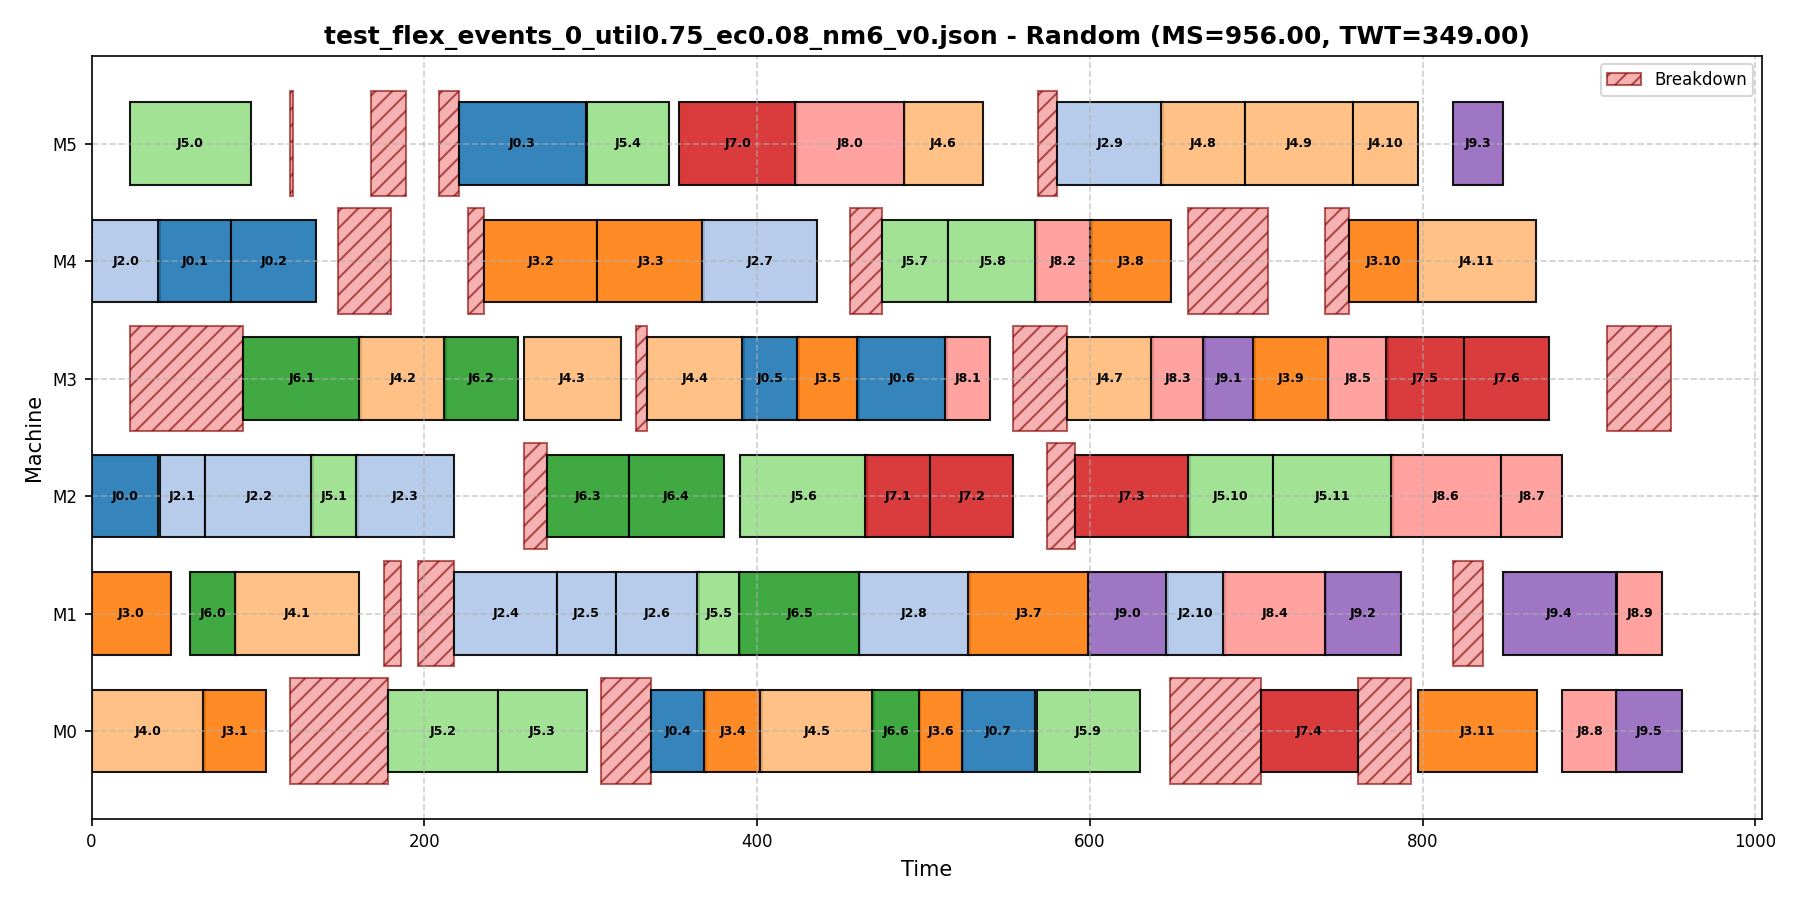 test_flex_events_0_util0.75_ec0.08_nm6_v0.json - Random (MS=956.00, TWT=349.00)
Breakdown
M5
J5.0 J0.3 J5.4 J7.0 J8.0 J4.6 J2.9 J4.8 J4.9 J4.10 J9.3
M4
J2.0 J0.1 J0.2 J3.2 J3.3 J2.7 J5.7 J5.8 J8.2 J3.8 J3.10 J4.11
M3
J6.1 J4.2 J6.2 J4.3 J4.4 J0.5 J3.5 J0.6 J8.1 J4.7 J8.3 J9.1 J3.9 J8.5 J7.5 J7.6
M2
J0.0 J2.1 J2.2 J5.1 J2.3 J6.3 J6.4 J5.6 J7.1 J7.2 J7.3 J5.10 J5.11 J8.6 J8.7
M1
J3.0 J6.0 J4.1 J2.4 J2.5 J2.6 J5.5 J6.5 J2.8 J3.7 J9.0 J2.10 J8.4 J9.2 J9.4 J8.9
M0
J4.0 J3.1 J5.2 J5.3 J0.4 J3.4 J4.5 J6.6 J3.6 J0.7 J5.9 J7.4 J3.11 J8.8 J9.5
Machine
0 200 400 600 800 1000
Time